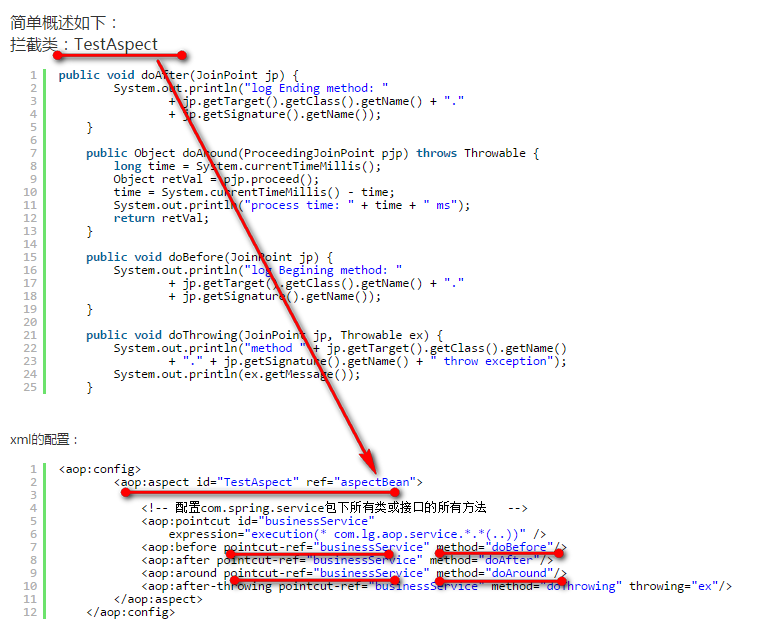 简单概述如下：
拦截类：TestAspect
1 public void doAfter(JoinPoint jp) {
2 System.out.println("log Ending method: "
3 + jp.getTarget().getClass().getName() + "."
4 + jp.getSignature().getName());
5 }
6
7 public Object doAround(ProceedingJoinPoint pjp) throws Throwable {
8 long time = System.currentTimeMillis();
9 Object retVal = pjp.proceed();
10 time = System.currentTimeMillis() - time;
11 System.out.println("process time: " + time + " ms");
12 return retVal;
13 }
14
15 public void doBefore(JoinPoint jp) {
16 System.out.println("log Begining method: "
17 + jp.getTarget().getClass().getName() + "."
18 + jp.getSignature().getName());
19 }
20
21 public void doThrowing(JoinPoint jp, Throwable ex) {
22 System.out.println("method " + jp.getTarget().getClass().getName()
23 + "." + jp.getSignature().getName() + " throw exception");
24 System.out.println(ex.getMessage());
25 }
xml的配置：
1 <aop:config>
2 <aop:aspect id="TestAspect" ref="aspectBean">
3
4 <!-- 配置com.spring.service包下所有类或接口的所有方法 -->
5 <aop:pointcut id="businessService"
6 expression="execution(* com.lg.aop.service.*.*(..))" />
7 <aop:before pointcut-ref="businessService" method="doBefore"/>
8 <aop:after pointcut-ref="businessService" method="doAfter"/>
9 <aop:around pointcut-ref="businessService" method="doAround"/>
10 <aop:after-throwing pointcut-ref="businessService" method="doThrowing" throwing="ex"/>
11 </aop:aspect>
12 </aop:config>